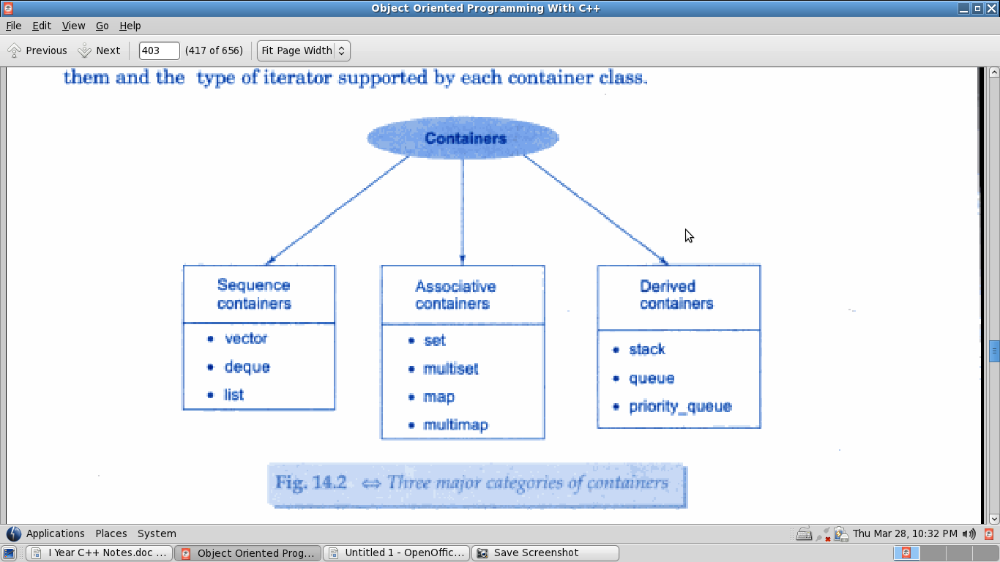 Object Oriented Programming With C++
File Edit View Go Help
Previous Next 403 (417 of 656) Fit Page Width
them and the type of iterator supported by each container class.
Containers
Sequence
containers
• vector
• deque
• list
Associative
containers
• set
• multiset
• map
• multimap
Derived
containers
• stack
• queue
• priority_queue
Fig. 14.2 ⇔ Three major categories of containers
Applications Places System Thu Mar 28, 10:32 PM
I Year C++ Notes.doc ... Object Oriented Prog... Untitled 1 - OpenOffic... Save Screenshot